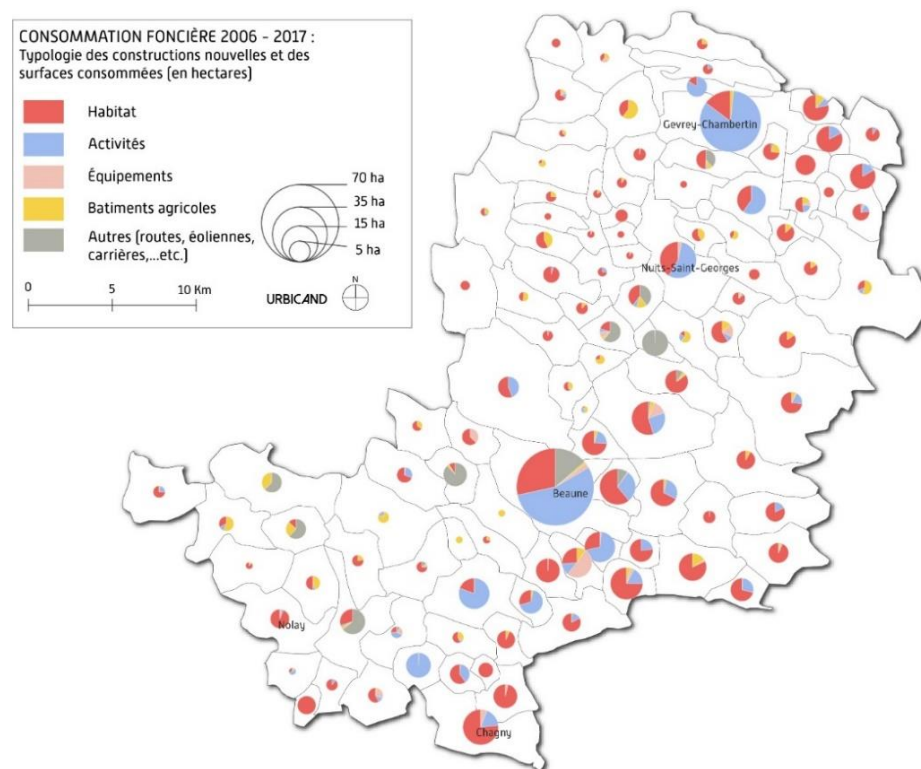 CONSOMMATION FONCIÈRE 2006 - 2017 :
Typologie des constructions nouvelles et des
surfaces consommées (en hectares)
Habitat
Activités
Équipements
Batiments agricoles
Autres (routes, éoliennes,
carrières,...etc.)
70 ha
35 ha
15 ha
5 ha
0 5 10 Km
URBICAND
N
Gevrey-Chambertin
Nuits-Saint-Georges
Beaune
Nolay
Chagny